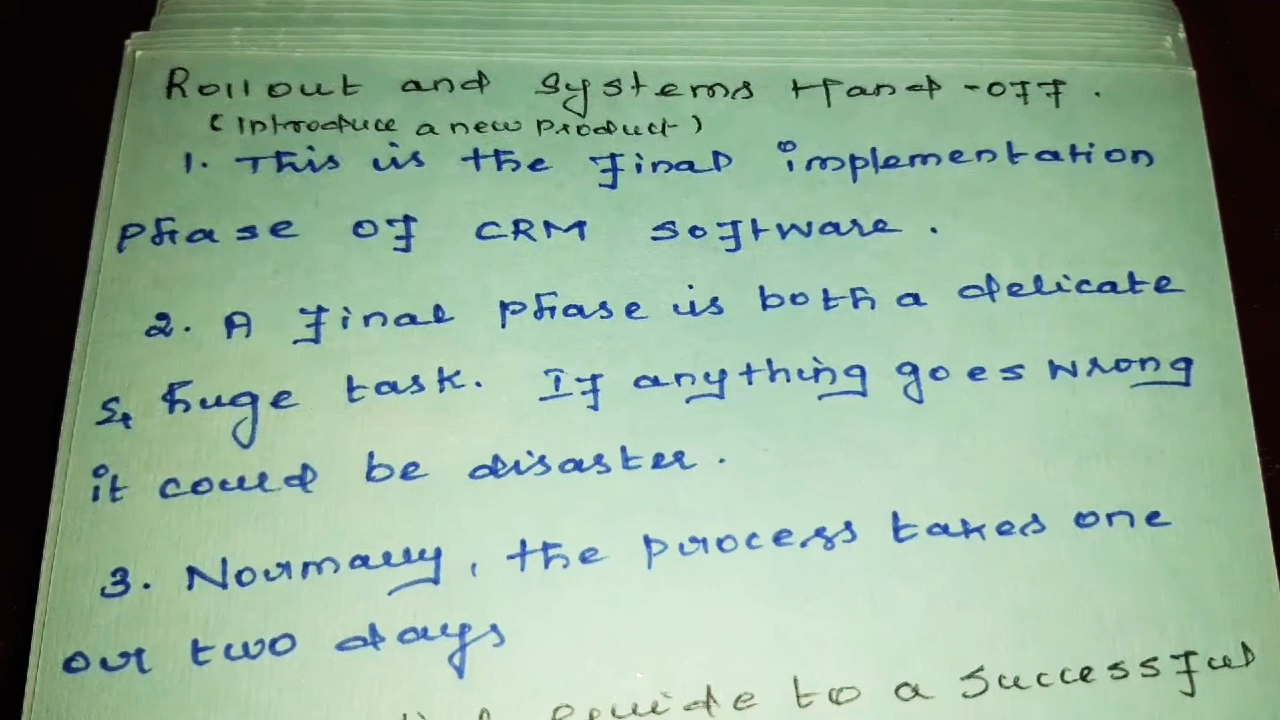 Rollout and Systems Hand-off.
(Introduce a new product)
1. This is the final implementation
phase of CRM software.
2. A final phase is both a delicate
& huge task. If anything goes wrong
it could be disaster.
3. Normally, the process takes one
our two days
guide to a successful